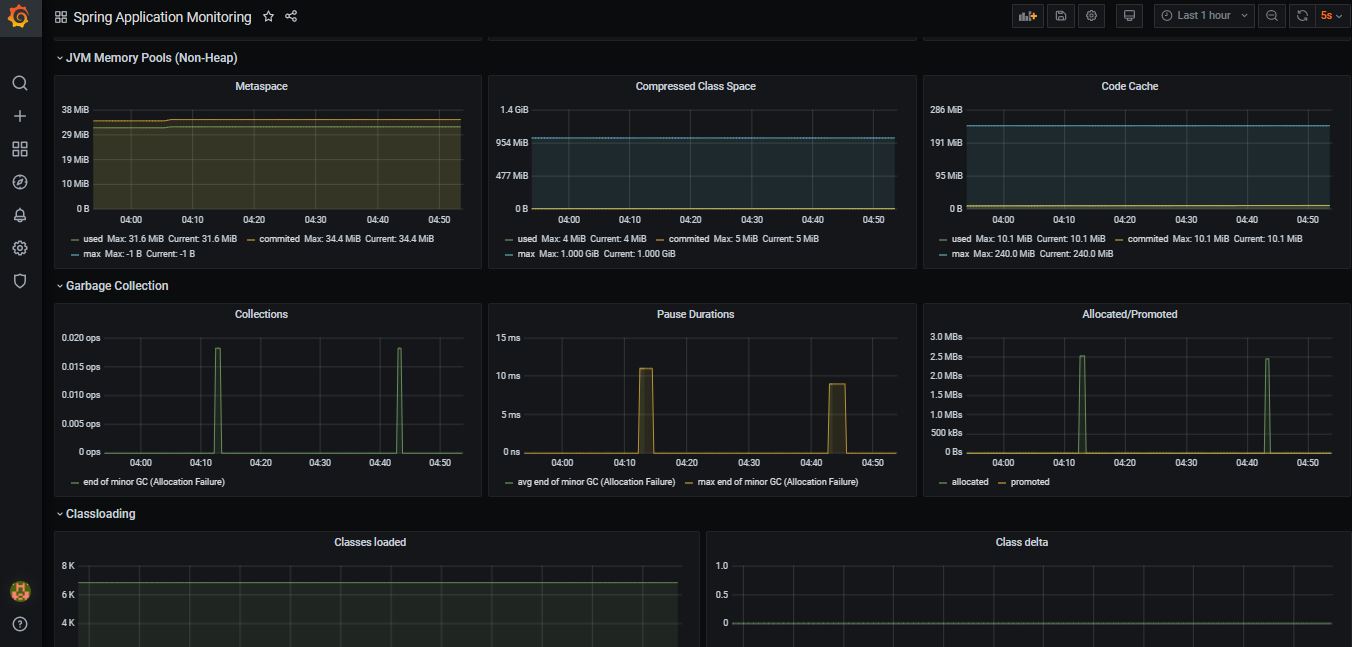 Spring Application Monitoring
Last 1 hour
5s
JVM Memory Pools (Non-Heap)
Metaspace
38 MiB
29 MiB
19 MiB
10 MiB
0 B
04:00 04:10 04:20 04:30 04:40 04:50
used Max: 31.6 MiB Current: 31.6 MiB commited Max: 34.4 MiB Current: 34.4 MiB
max Max: -1 B Current: -1 B
Compressed Class Space
1.4 GiB
954 MiB
477 MiB
0 B
04:00 04:10 04:20 04:30 04:40 04:50
used Max: 4 MiB Current: 4 MiB commited Max: 5 MiB Current: 5 MiB
max Max: 1.000 GiB Current: 1.000 GiB
Code Cache
286 MiB
191 MiB
95 MiB
0 B
04:00 04:10 04:20 04:30 04:40 04:50
used Max: 10.1 MiB Current: 10.1 MiB commited Max: 10.1 MiB Current: 10.1 MiB
max Max: 240.0 MiB Current: 240.0 MiB
Garbage Collection
Collections
0.020 ops
0.015 ops
0.010 ops
0.005 ops
0 ops
04:00 04:10 04:20 04:30 04:40 04:50
end of minor GC (Allocation Failure)
Pause Durations
15 ms
10 ms
5 ms
0 ns
04:00 04:10 04:20 04:30 04:40 04:50
avg end of minor GC (Allocation Failure) max end of minor GC (Allocation Failure)
Allocated/Promoted
3.0 MBs
2.5 MBs
2.0 MBs
1.5 MBs
1.0 MBs
500 kBs
0 Bs
04:00 04:10 04:20 04:30 04:40 04:50
allocated promoted
Classloading
Classes loaded
8 K
6 K
4 K
Class delta
1.0
0.5
0